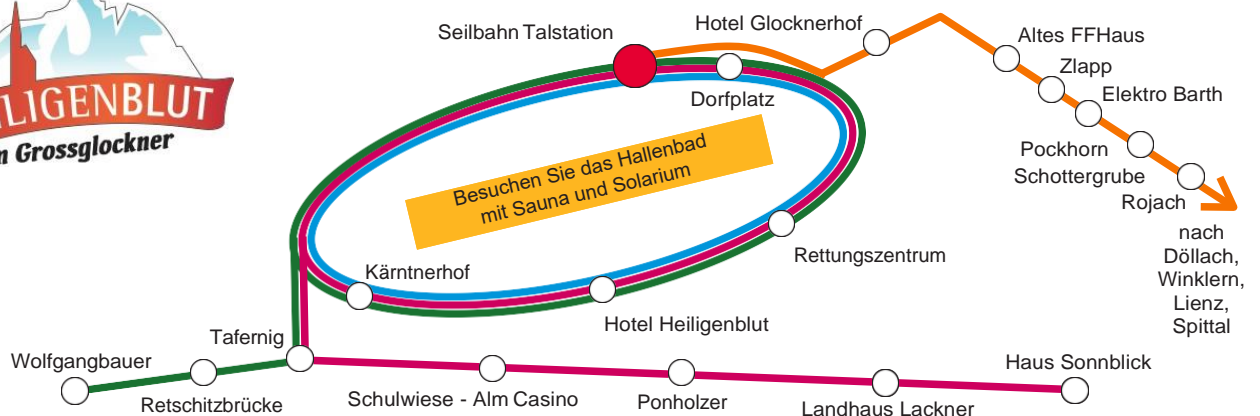 LIGENBLUT
Grossglockner
Seilbahn Talstation
Hotel Glocknerhof
Altes FFHaus
Zlapp
Elektro Barth
Dorfplatz
Pockhorn
Schottergrube
Rojach
nach
Döllach,
Winklern,
Lienz,
Spittal
Besuchen Sie das Hallenbad
mit Sauna und Solarium
Rettungszentrum
Kärntnerhof
Hotel Heiligenblut
Tafernig
Wolfgangbauer
Retschitzbrücke
Schulwiese - Alm Casino
Ponholzer
Landhaus Lackner
Haus Sonnblick